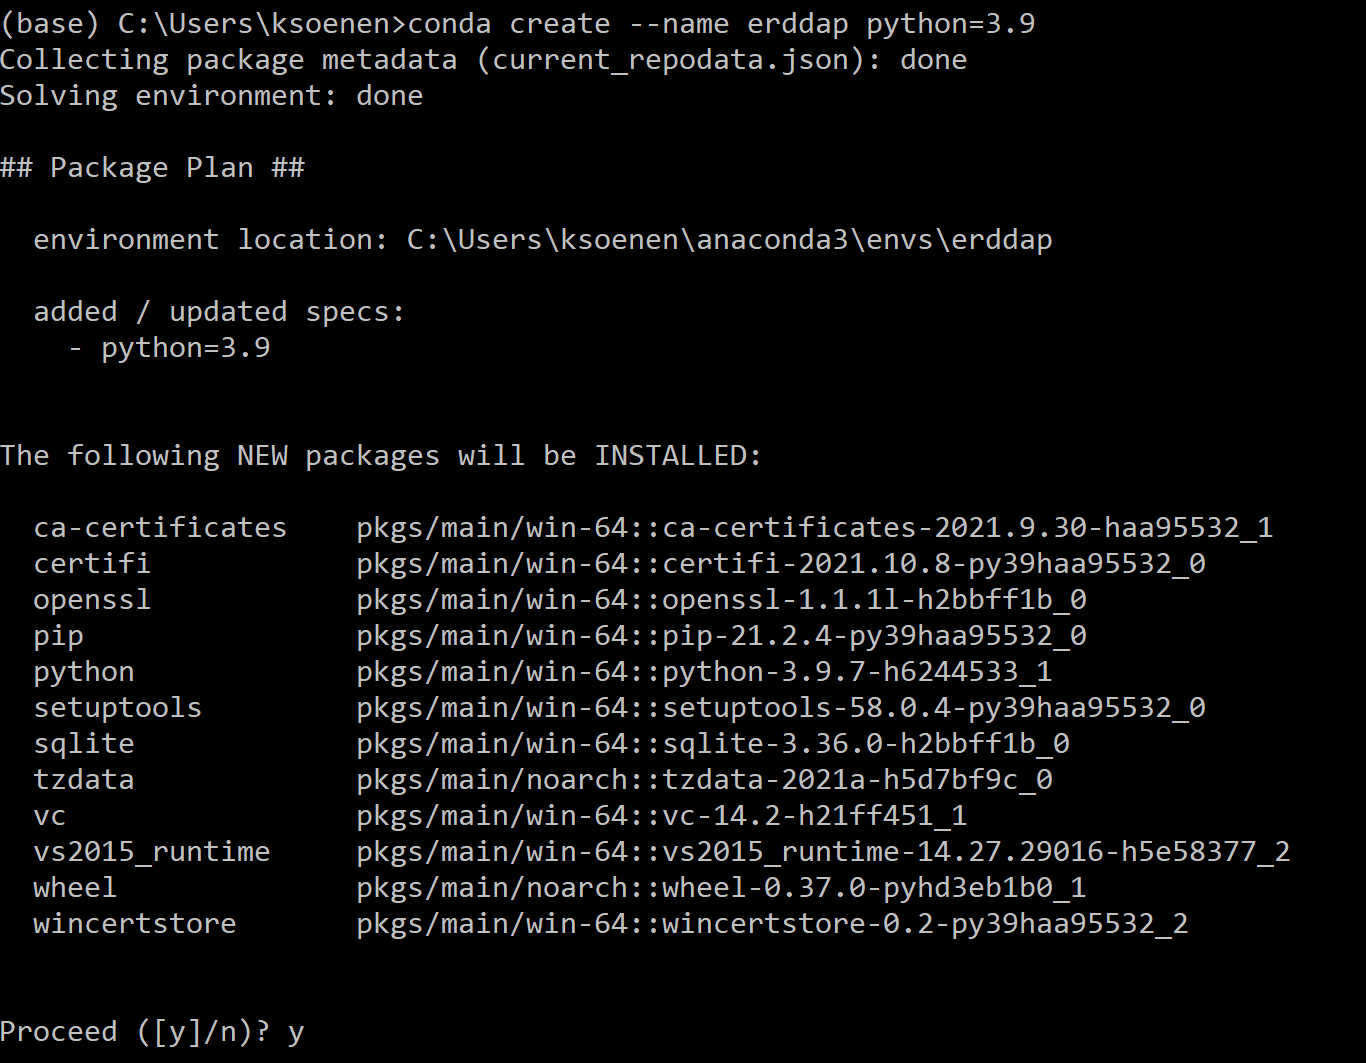 (base) C:\Users\ksoenen>conda create --name erddap python=3.9
Collecting package metadata (current_repodata.json): done
Solving environment: done
## Package Plan ##
environment location: C:\Users\ksoenen\anaconda3\envs\erddap
added / updated specs:
- python=3.9
The following NEW packages will be INSTALLED:
ca-certificates pkgs/main/win-64::ca-certificates-2021.9.30-haa95532_1
certifi pkgs/main/win-64::certifi-2021.10.8-py39haa95532_0
openssl pkgs/main/win-64::openssl-1.1.1l-h2bbff1b_0
pip pkgs/main/win-64::pip-21.2.4-py39haa95532_0
python pkgs/main/win-64::python-3.9.7-h6244533_1
setuptools pkgs/main/win-64::setuptools-58.0.4-py39haa95532_0
sqlite pkgs/main/win-64::sqlite-3.36.0-h2bbff1b_0
tzdata pkgs/main/noarch::tzdata-2021a-h5d7bf9c_0
vc pkgs/main/win-64::vc-14.2-h21ff451_1
vs2015_runtime pkgs/main/win-64::vs2015_runtime-14.27.29016-h5e58377_2
wheel pkgs/main/noarch::wheel-0.37.0-pyhd3eb1b0_1
wincertstore pkgs/main/win-64::wincertstore-0.2-py39haa95532_2
Proceed ([y]/n)? y